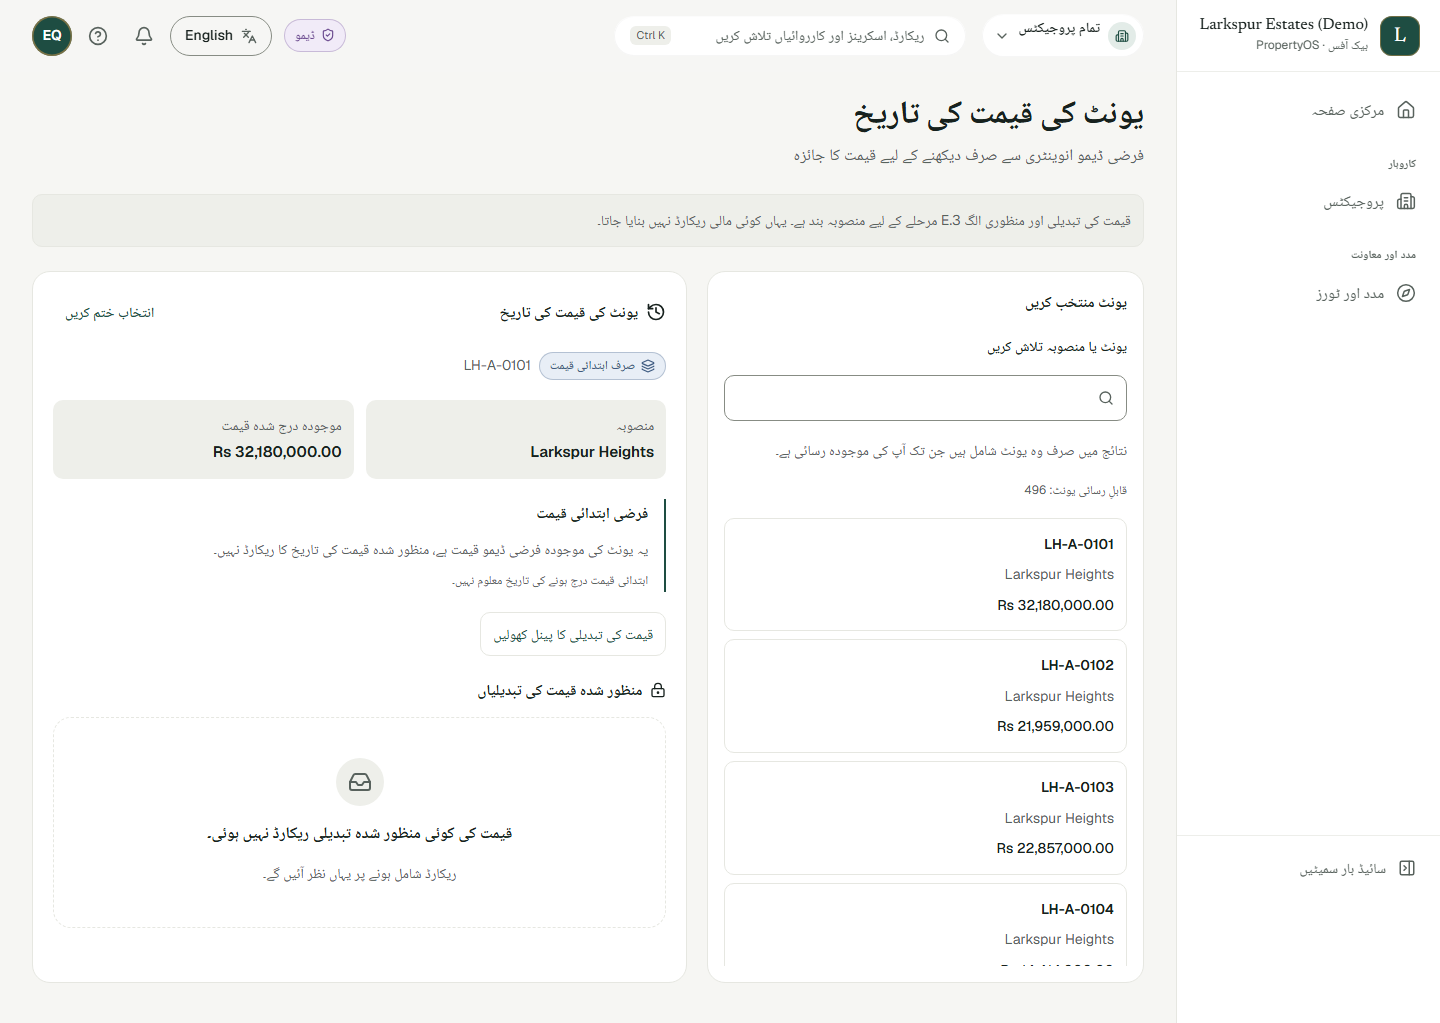 Larkspur Estates (Demo)
بیک آفس · PropertyOS
L
مرکزی صفحہ
کاروبار
پروجیکٹس
مدد اور معاونت
مدد اور ٹورز
سائیڈ بار سمیٹیں
تمام پروجیکٹس
ریکارڈ، اسکرینز اور کارروائیاں تلاش کریں
Ctrl K
ڈیمو
English
EQ
یونٹ کی قیمت کی تاریخ
فرضی ڈیمو انوینٹری سے صرف دیکھنے کے لیے قیمت کا جائزہ
قیمت کی تبدیلی اور منظوری الگ E.3 مرحلے کے لیے منصوبہ بند ہے۔ یہاں کوئی مالی ریکارڈ نہیں بنایا جاتا۔
یونٹ منتخب کریں
یونٹ یا منصوبہ تلاش کریں
نتائج میں صرف وہ یونٹ شامل ہیں جن تک آپ کی موجودہ رسائی ہے۔
قابلِ رسائی یونٹ: 496
LH-A-0101
Larkspur Heights
Rs 32,180,000.00
LH-A-0102
Larkspur Heights
Rs 21,959,000.00
LH-A-0103
Larkspur Heights
Rs 22,857,000.00
LH-A-0104
Larkspur Heights
یونٹ کی قیمت کی تاریخ
انتخاب ختم کریں
صرف ابتدائی قیمت
LH-A-0101
منصوبہ
Larkspur Heights
موجودہ درج شدہ قیمت
Rs 32,180,000.00
فرضی ابتدائی قیمت
یہ یونٹ کی موجودہ فرضی ڈیمو قیمت ہے، منظور شدہ قیمت کی تاریخ کا ریکارڈ نہیں۔
ابتدائی قیمت درج ہونے کی تاریخ معلوم نہیں۔
قیمت کی تبدیلی کا پینل کھولیں
منظور شدہ قیمت کی تبدیلیاں
قیمت کی کوئی منظور شدہ تبدیلی ریکارڈ نہیں ہوئی۔
ریکارڈ شامل ہونے پر یہاں نظر آئیں گے۔